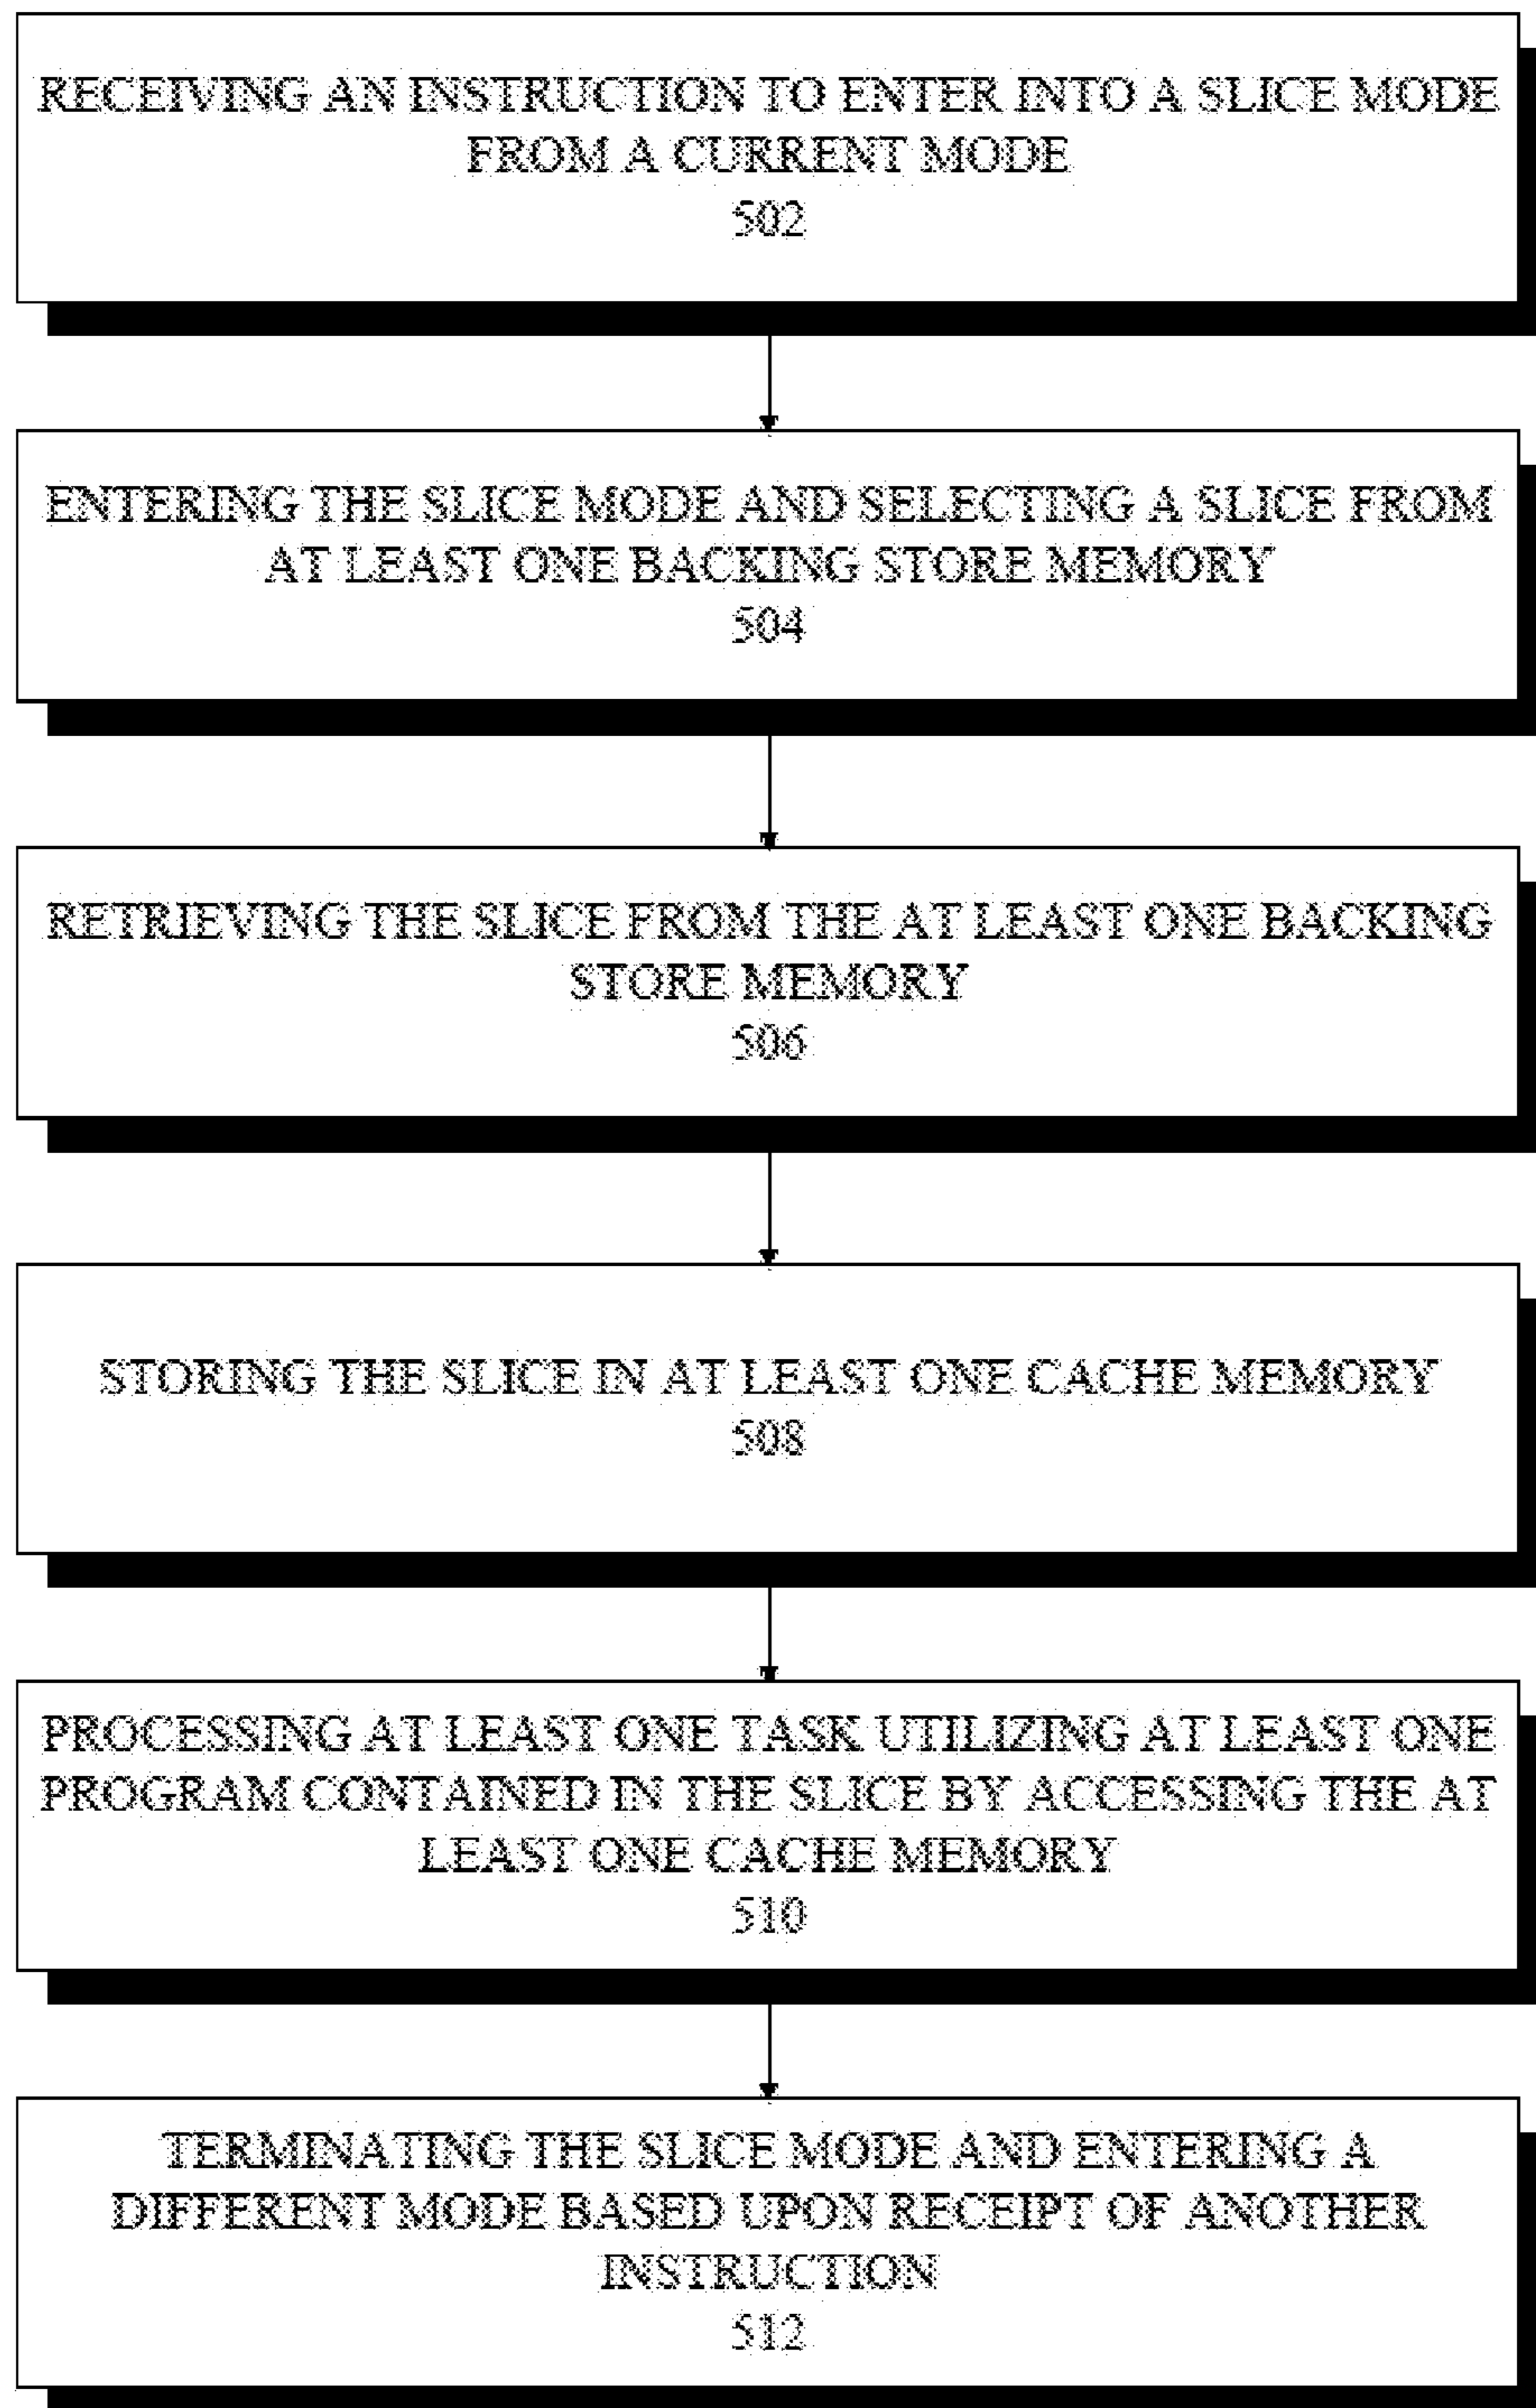 RECEIVING AN INSTRUCTION TO ENTER INTO A SLICE MODE
FROM A CURRENT MODE
502
ENTERING THE SLICE MODE AND SELECTING A SLICE FROM
AT LEAST ONE BACKING STORE MEMORY
504
RETRIEVING THE SLICE FROM THE AT LEAST ONE BACKING
STORE MEMORY
506
STORING THE SLICE IN AT LEAST ONE CACHE MEMORY
508
PROCESSING AT LEAST ONE TASK UTILIZING AT LEAST ONE
PROGRAM CONTAINED IN THE SLICE BY ACCESSING THE AT
LEAST ONE CACHE MEMORY
510
TERMINATING THE SLICE MODE AND ENTERING A
DIFFERENT MODE BASED UPON RECEIPT OF ANOTHER
INSTRUCTION
512